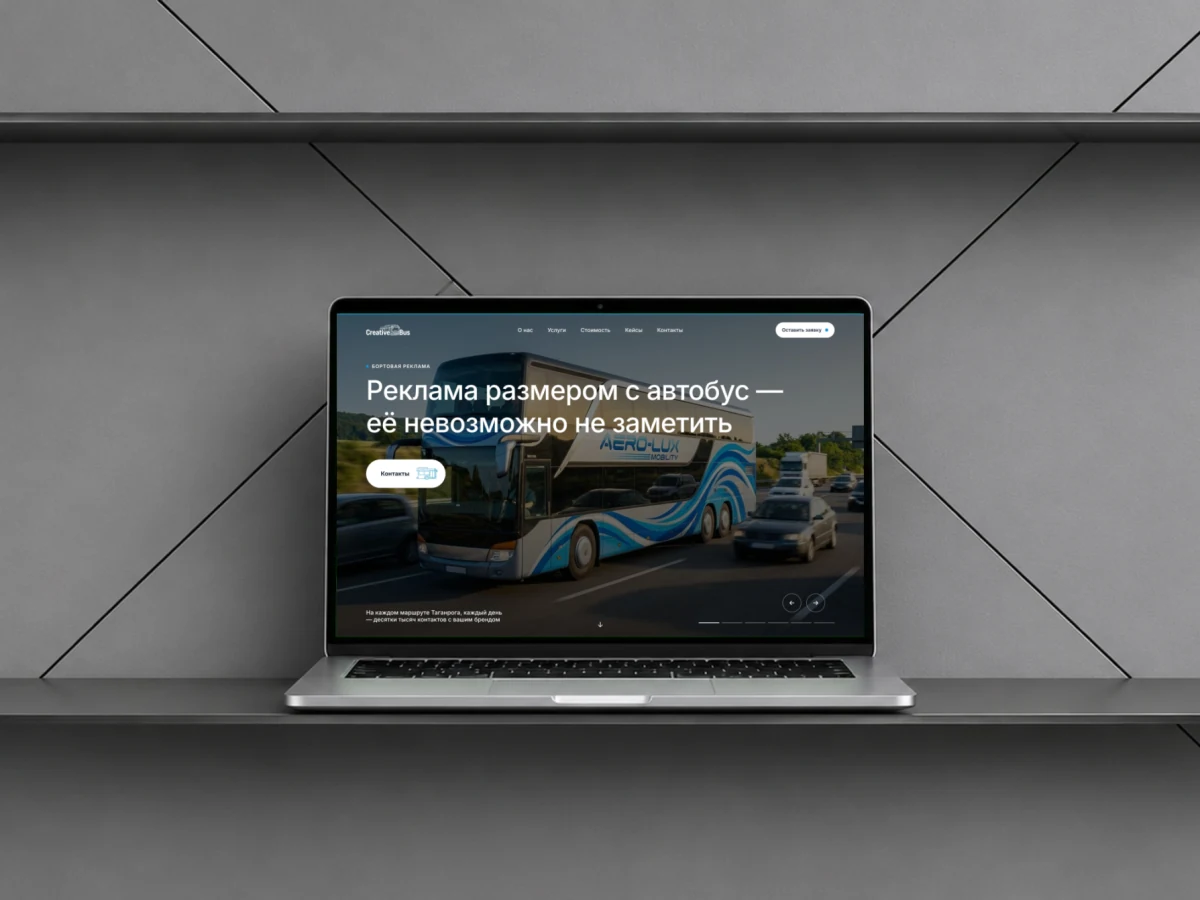 CreativeBus
О нас Услуги Стоимость Кейсы Контакты
Оставить заявку
БОРТОВАЯ РЕКЛАМА
Реклама размером с автобус —
её невозможно не заметить
AERO-LUX
MOBILITY
Контакты
На каждом маршруте Таганрога, каждый день
— десятки тысяч контактов с вашим брендом